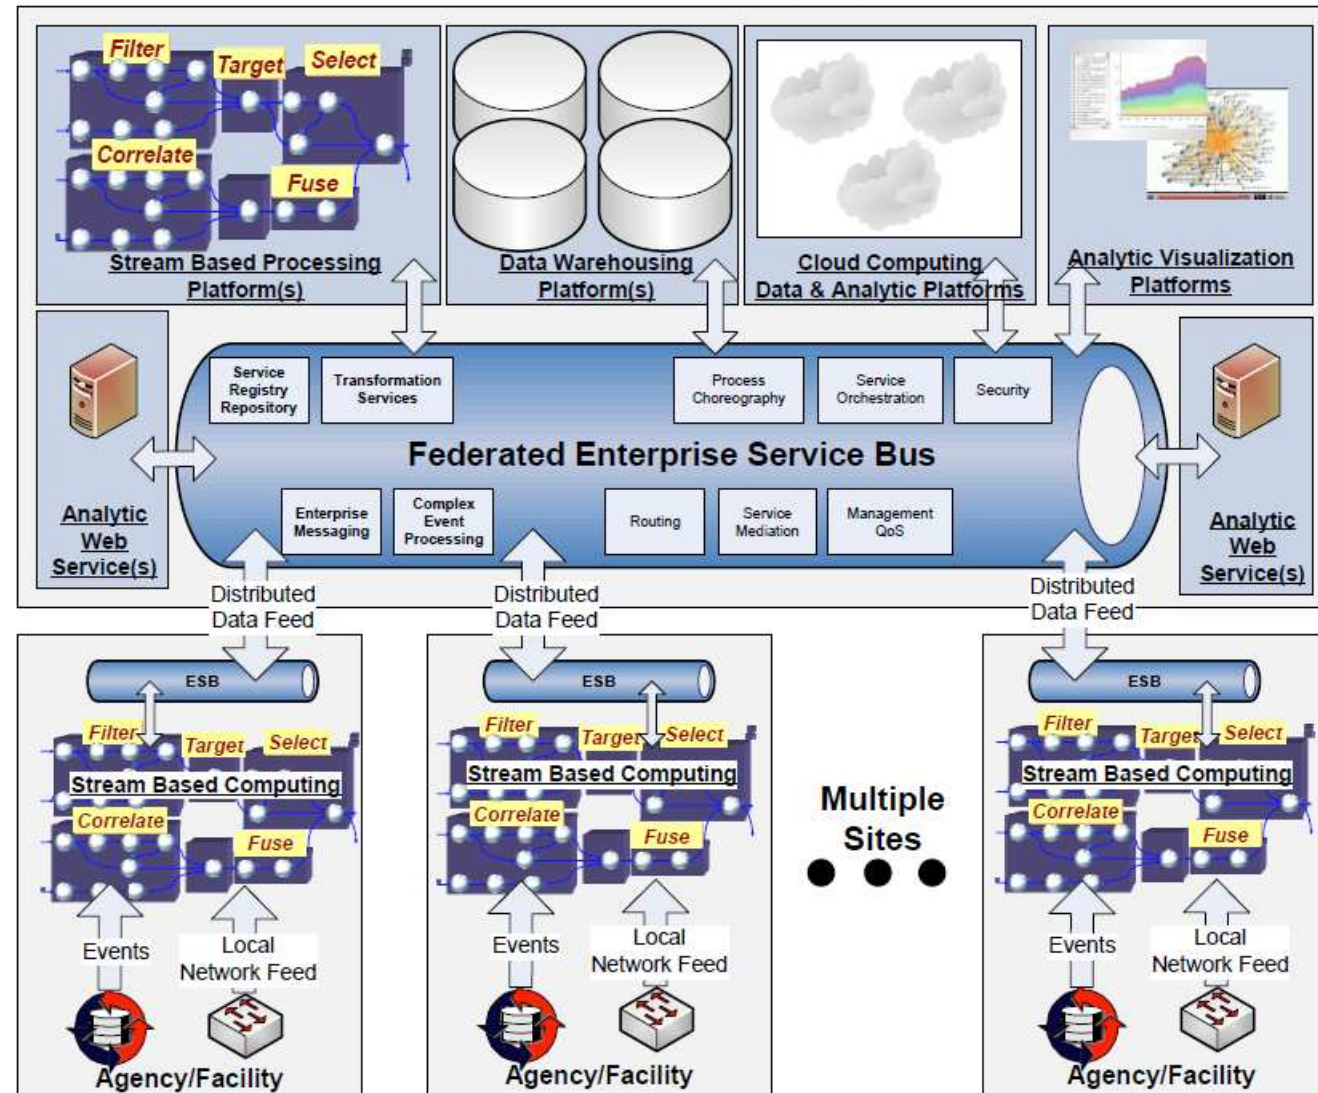 Filter
Target
Select
Correlate
Fuse
Stream Based Processing
Platform(s)
Data Warehousing
Platform(s)
Cloud Computing
Data & Analytic Platforms
Analytic Visualization
Platforms
Analytic
Web
Service(s)
Service
Registry
Repository
Transformation
Services
Process
Choreography
Service
Orchestration
Security
Federated Enterprise Service Bus
Enterprise
Messaging
Complex
Event
Processing
Routing
Service
Mediation
Management
QoS
Analytic
Web
Service(s)
Distributed
Data Feed
Distributed
Data Feed
Distributed
Data Feed
ESB
Filter
Target
Select
Stream Based Computing
Correlate
Fuse
Events
Local
Network Feed
Agency/Facility
ESB
Filter
Target
Select
Stream Based Computing
Correlate
Fuse
Events
Local
Network Feed
Agency/Facility
Multiple
Sites
ESB
Filter
Target
Select
Stream Based Computing
Correlate
Fuse
Events
Local
Network Feed
Agency/Facility